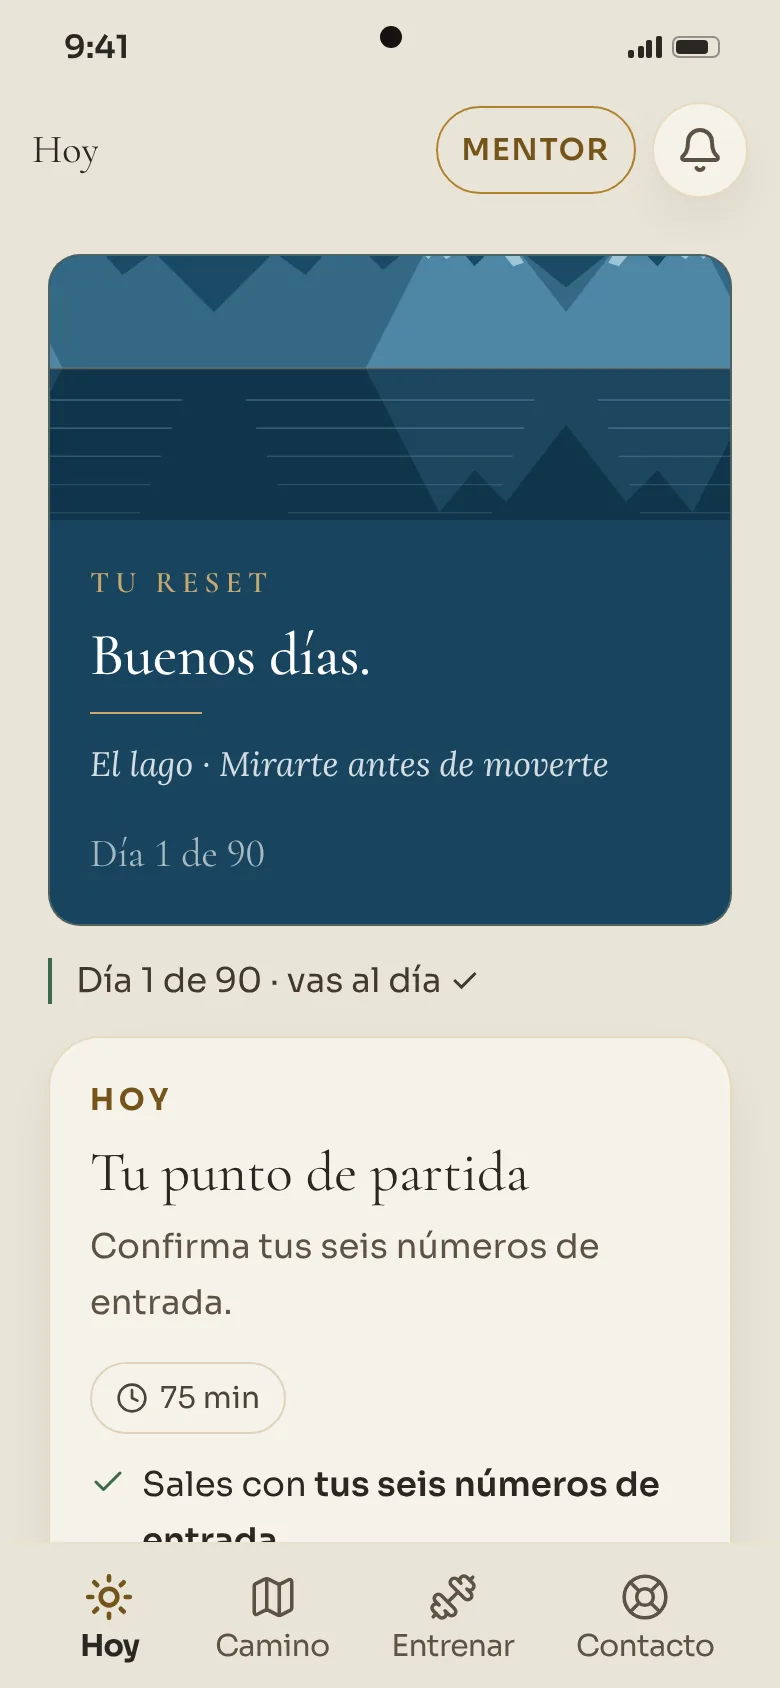 9:41
Hoy
MENTOR
TU RESET
Buenos días.
El lago · Mirarte antes de moverte
Día 1 de 90
Día 1 de 90 · vas al día ✓
HOY
Tu punto de partida
Confirma tus seis números de
entrada.
75 min
Sales con tus seis números de
entrada
Hoy
Camino
Entrenar
Contacto